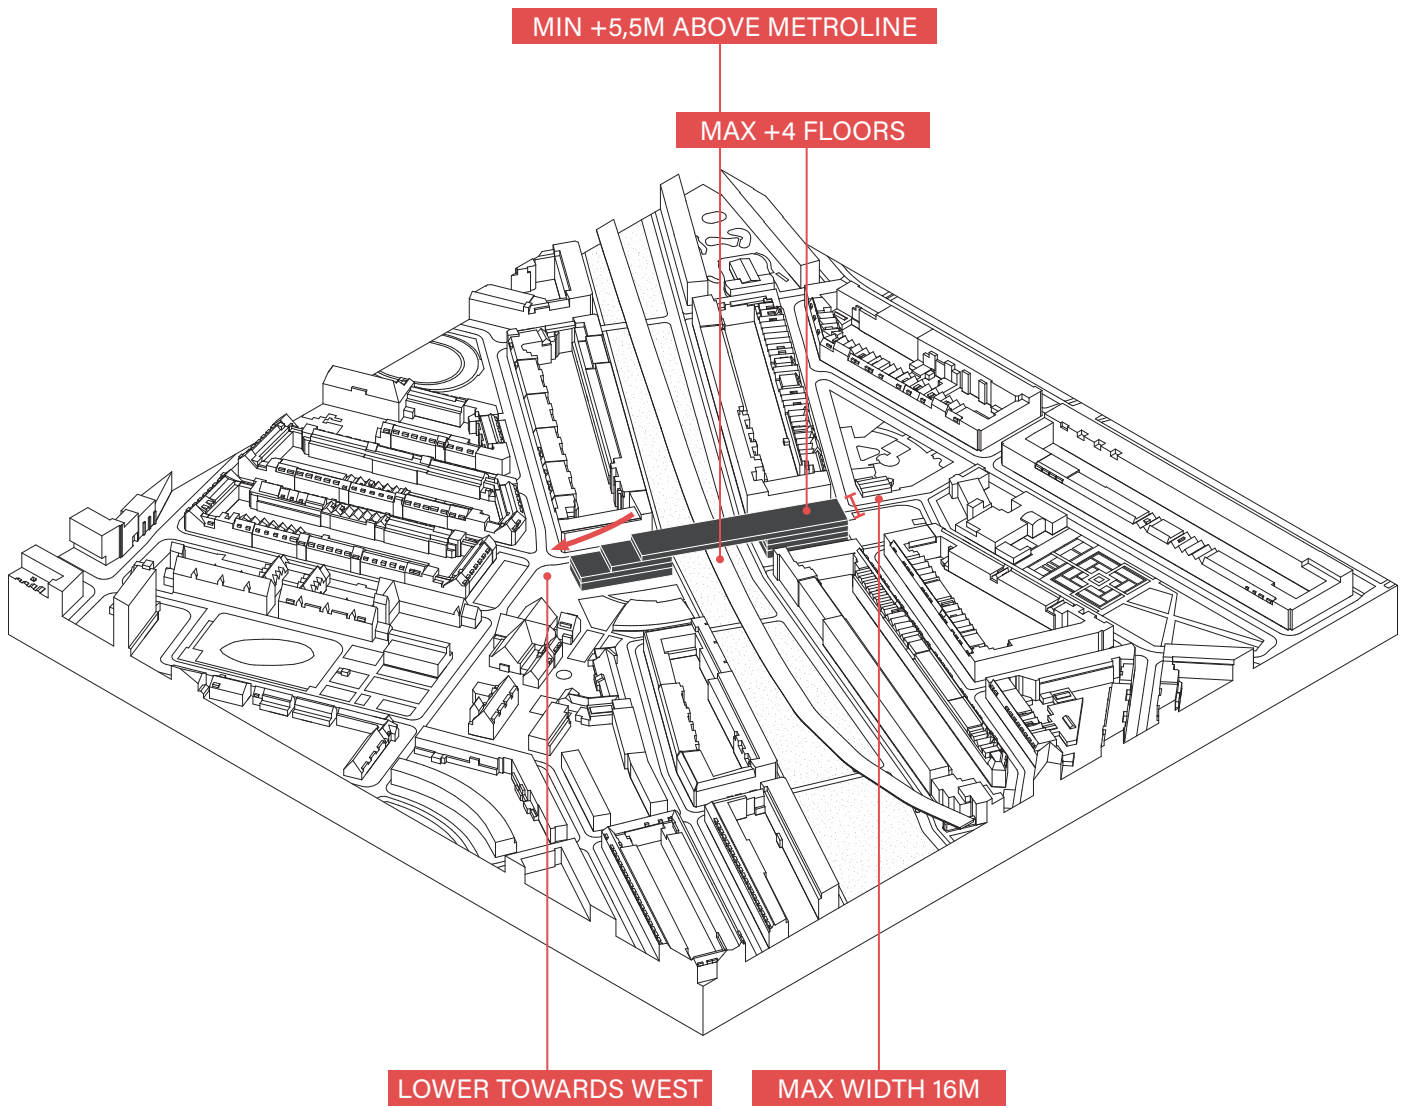 MIN +5,5M ABOVE METROLINE
MAX +4 FLOORS
LOWER TOWARDS WEST
MAX WIDTH 16M